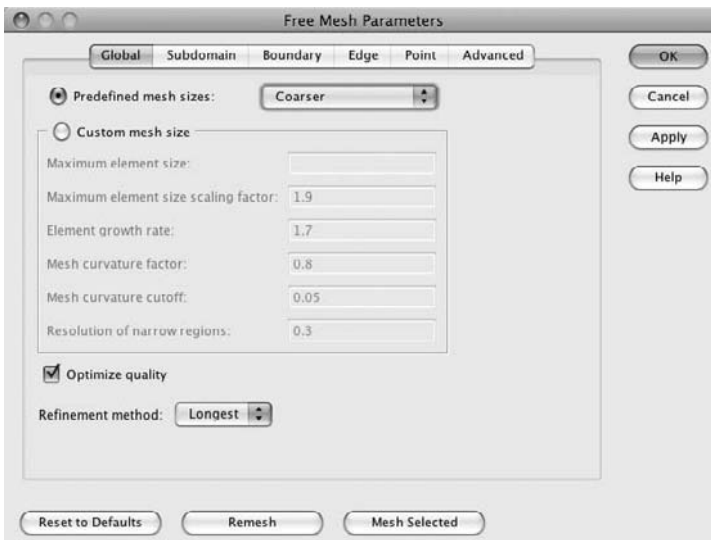 Free Mesh Parameters
Global Subdomain Boundary Edge Point Advanced
OK
Predefined mesh sizes: Coarser
Cancel
Custom mesh size
Apply
Maximum element size:
Help
Maximum element size scaling factor: 1.9
Element growth rate: 1.7
Mesh curvature factor: 0.8
Mesh curvature cutoff: 0.05
Resolution of narrow regions: 0.3
Optimize quality
Refinement method: Longest
Reset to Defaults Remesh Mesh Selected